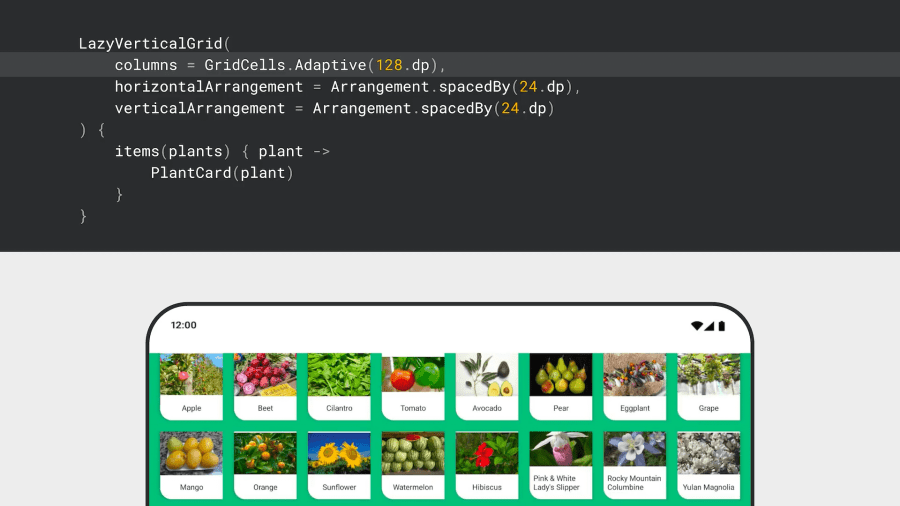 LazyVerticalGrid(
columns = GridCells.Adaptive(128.dp),
horizontalArrangement = Arrangement.spacedBy(24.dp),
verticalArrangement = Arrangement.spacedBy(24.dp)
) {
items(plants) { plant ->
PlantCard(plant)
}
}
12:00
Apple Beet Cilantro Tomato Avocado Pear Eggplant Grape
Mango Orange Sunflower Watermelon Hibiscus Pink & White Lady's Slipper Rocky Mountain Columbine Yulan Magnolia